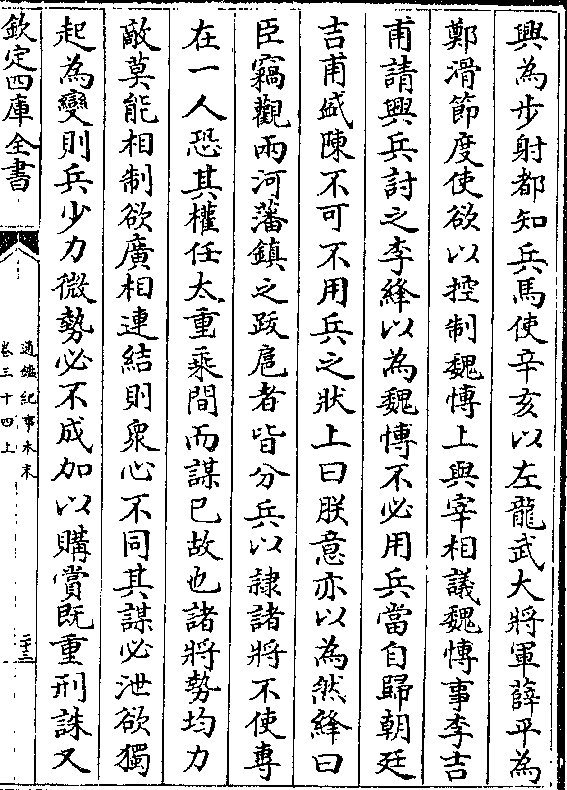 興為步射都知兵馬使辛亥以左龍武大將軍薛平為
鄭滑節度使欲以控制魏慱上與宰相議魏慱事李吉
甫請興兵討之李絳以為魏慱不必用兵當自歸朝廷
吉甫盛陳不可不用兵之狀上曰朕意亦以為然絳曰
臣竊觀兩河藩鎮之跋扈者皆分兵以𨽻諸將不使專
在一人恐其權任太重乘間而謀已故也諸將勢均力
敵莫能相制欲廣相連結則衆心不同其謀必泄欲獨
起為變則兵少力微勢必不成加以購賞既重刑誅又
欽定四庫全書
通鑑紀事本末
卷三十四上
二十三